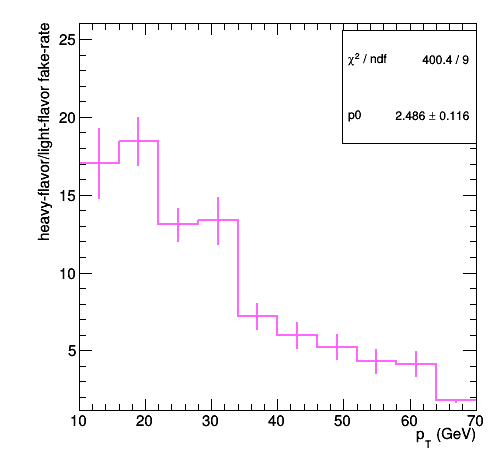 heavy-flavor/light-flavor fake-rate
25
20
15
10
5
χ² / ndf 400.4 / 9
p0 2.486 ± 0.116
10 20 30 40 50 60 70
p_T (GeV)